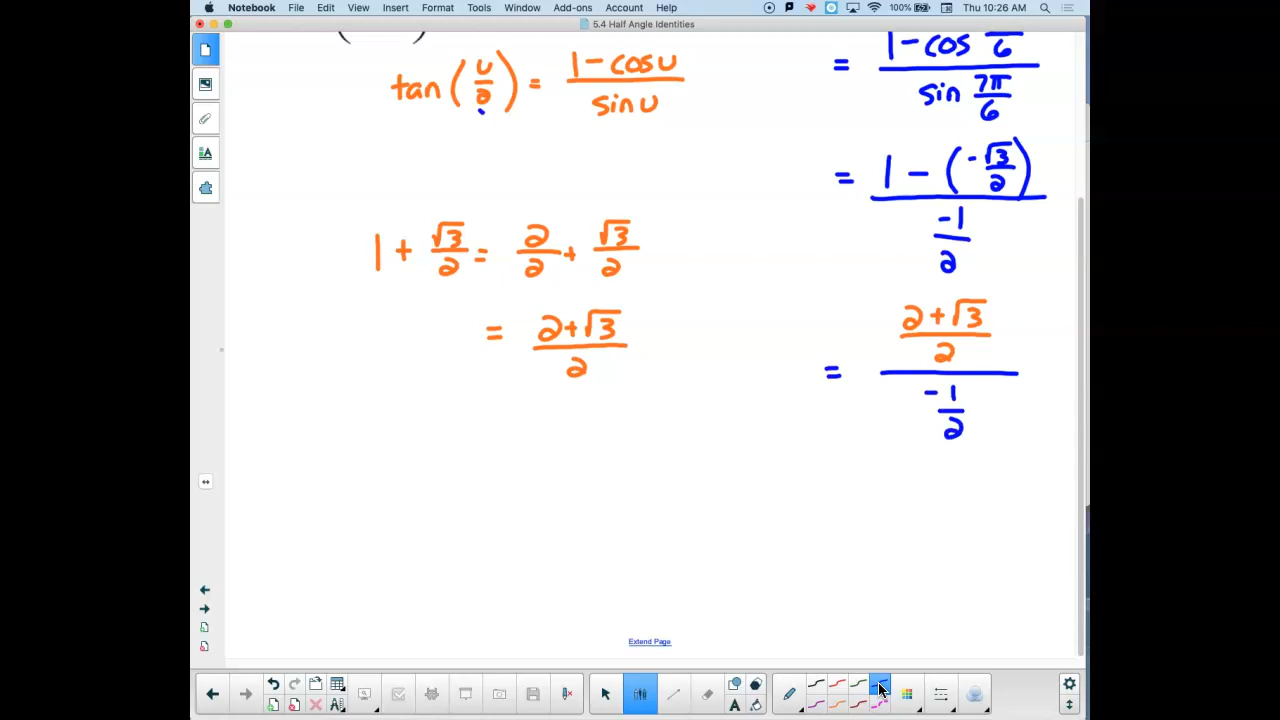 Notebook File Edit View Insert Format Tools Window Add-ons Account Help 100% Thu 10:26 AM
5.4 Half Angle Identities
tan (u/2) = (1 - cos u)/(sin u)
= (1 - cos π/6)/(sin 7π/6)
= (1 - (-√3/2))/(-1/2)
1 + √3/2 = 2/2 + √3/2
= (2 + √3)/2
= ((2 + √3)/2)/(-1/2)
Extend Page